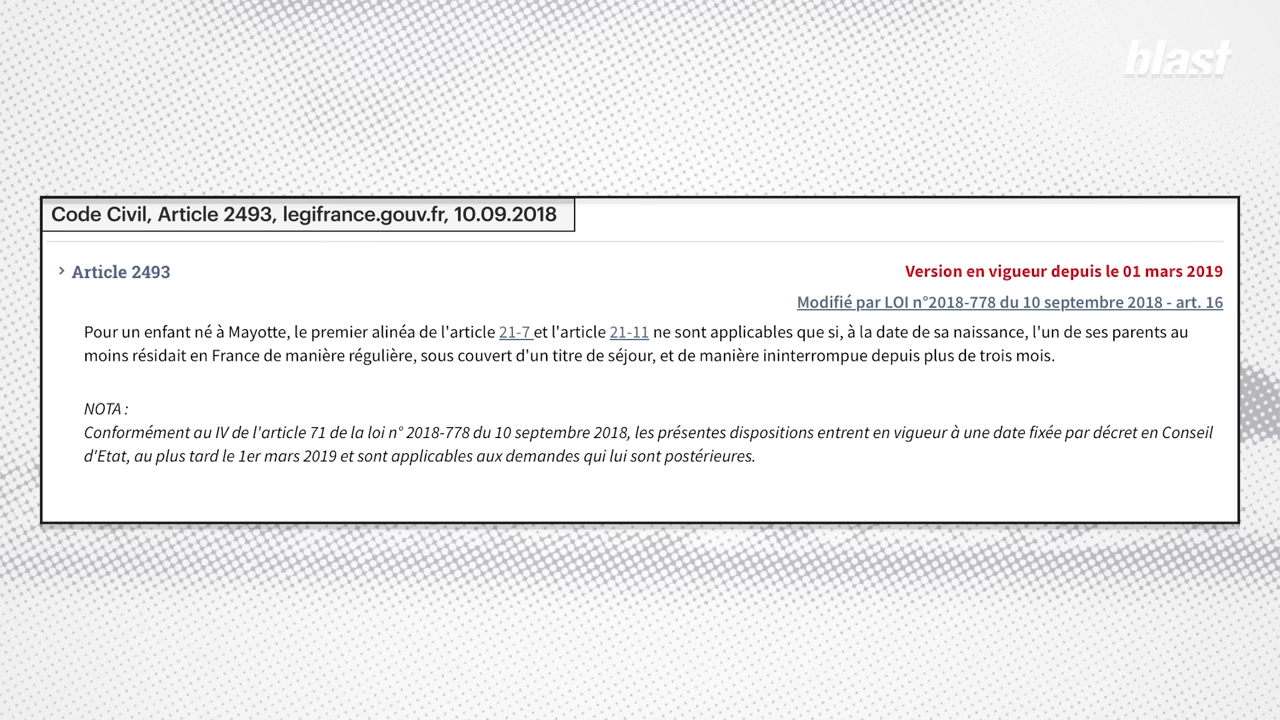 blast
Code Civil, Article 2493, legifrance.gouv.fr, 10.09.2018
Article 2493
Version en vigueur depuis le 01 mars 2019
Modifié par LOI n°2018-778 du 10 septembre 2018 - art. 16
Pour un enfant né à Mayotte, le premier alinéa de l'article 21-7 et l'article 21-11 ne sont applicables que si, à la date de sa naissance, l'un de ses parents au
moins résidait en France de manière régulière, sous couvert d'un titre de séjour, et de manière ininterrompue depuis plus de trois mois.
NOTA :
Conformément au IV de l'article 71 de la loi n° 2018-778 du 10 septembre 2018, les présentes dispositions entrent en vigueur à une date fixée par décret en Conseil
d'Etat, au plus tard le 1er mars 2019 et sont applicables aux demandes qui lui sont postérieures.